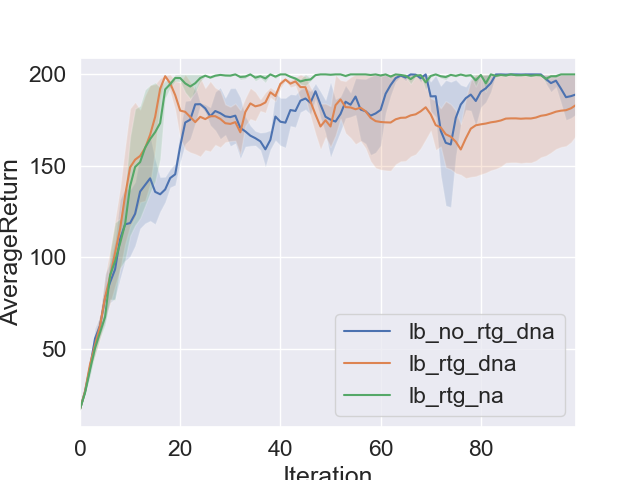 200
150
100
50
AverageReturn
0 20 40 60 80
Iteration
lb_no_rtg_dna
lb_rtg_dna
lb_rtg_na